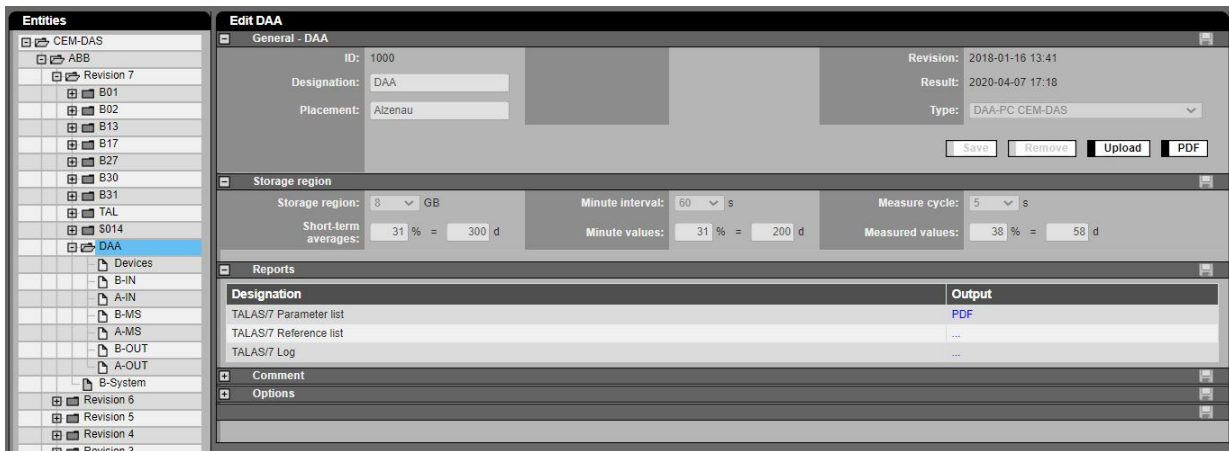 Entities
CEM-DAS
ABB
Revision 7
B01
B02
B13
B17
B27
B30
B31
TAL
S014
DAA
Devices
B-IN
A-IN
B-MS
A-MS
B-OUT
A-OUT
B-System
Revision 6
Revision 5
Revision 4
Revision 3
Edit DAA
General - DAA
ID: 1000 Revision: 2018-01-16 13:41
Designation: DAA Result: 2020-04-07 17:18
Placement: Alzenau Type: DAA-PC CEM-DAS
Save Remove Upload PDF
Storage region
Storage region: 8 GB Minute interval: 60 s Measure cycle: 5 s
Short-term averages: 31 % = 300 d Minute values: 31 % = 200 d Measured values: 38 % = 58 d
Reports
Designation Output
TALAS/7 Parameter list PDF
TALAS/7 Reference list ...
TALAS/7 Log ...
Comment
Options